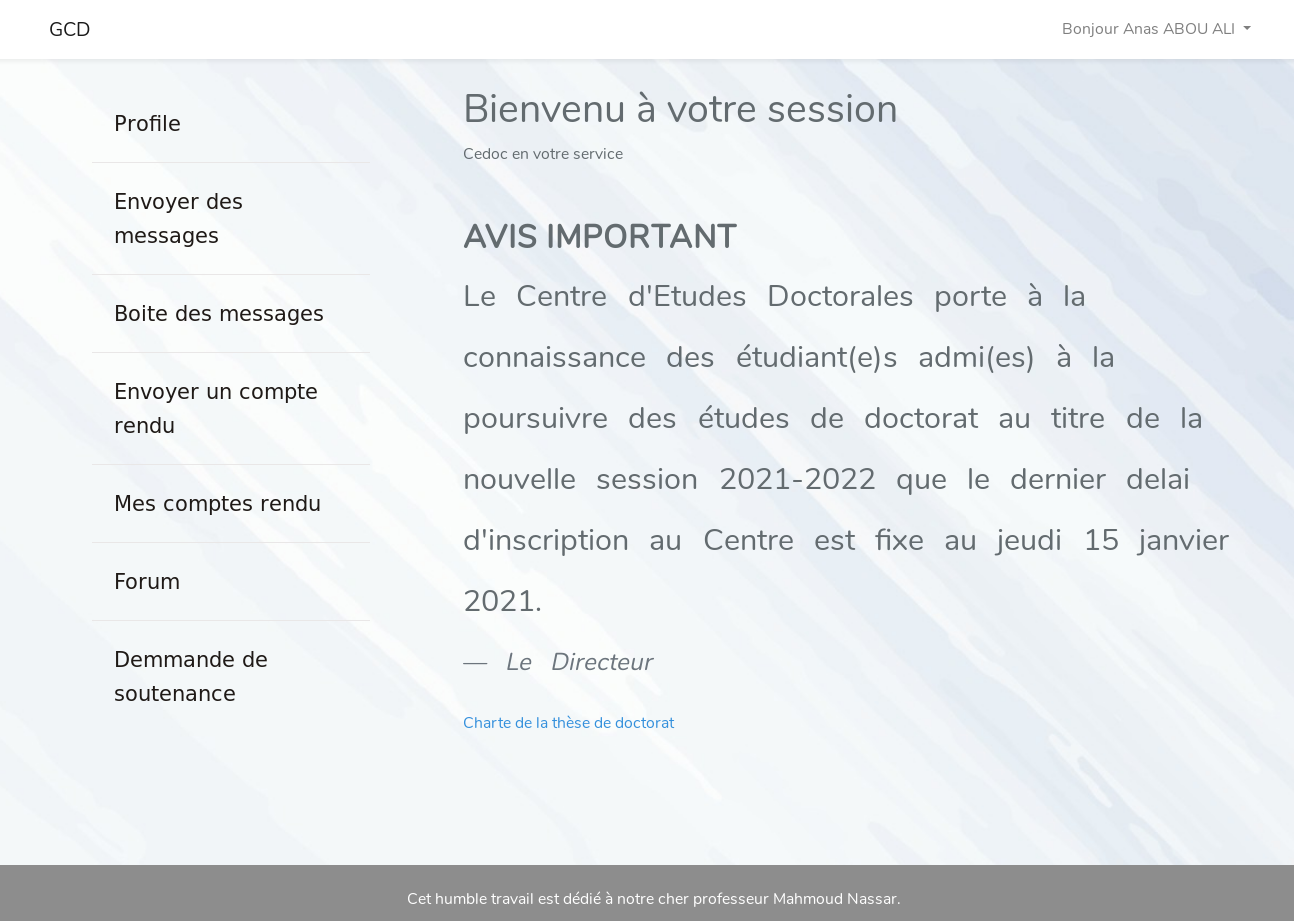 GCD
Bonjour Anas ABOU ALI
Profile
Envoyer des
messages
Boite des messages
Envoyer un compte
rendu
Mes comptes rendu
Forum
Demmande de
soutenance
Bienvenu à votre session
Cedoc en votre service
AVIS IMPORTANT
Le Centre d'Etudes Doctorales porte à la
connaissance des étudiant(e)s admi(es) à la
poursuivre des études de doctorat au titre de la
nouvelle session 2021-2022 que le dernier delai
d'inscription au Centre est fixe au jeudi 15 janvier
2021.
— Le Directeur
Charte de la thèse de doctorat
Cet humble travail est dédié à notre cher professeur Mahmoud Nassar.